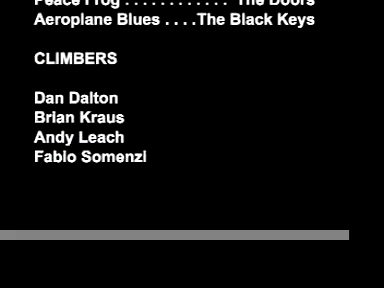 Peace Frog . . . . . . . . . . . . The Doors
Aeroplane Blues . . . .The Black Keys
CLIMBERS
Dan Dalton
Brian Kraus
Andy Leach
Fabio Somenzi